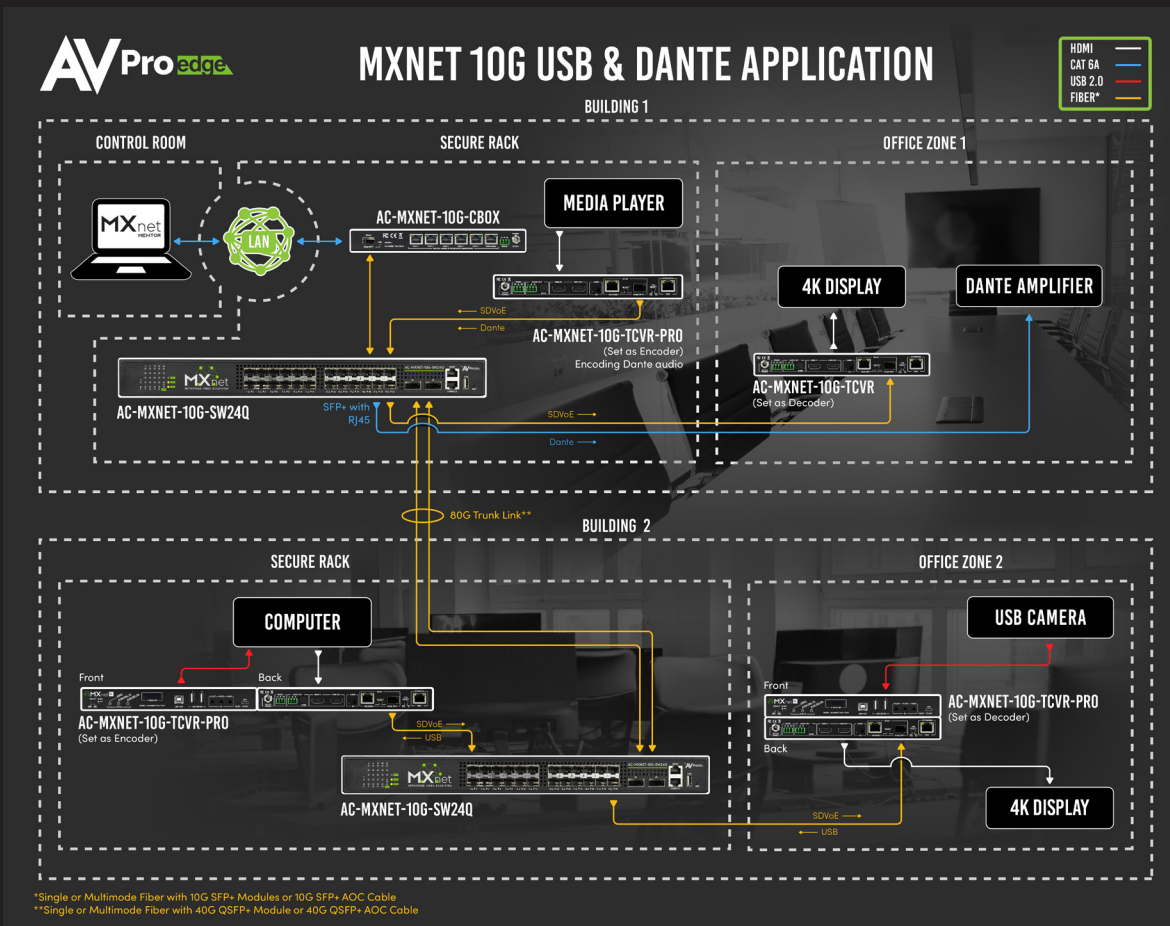 AVPro edge
MXNET 10G USB & DANTE APPLICATION
HDMI
CAT 6A
USB 2.0
FIBER*
BUILDING 1
CONTROL ROOM
SECURE RACK
OFFICE ZONE 1
MXnet
MENTOR
LAN
AC-MXNET-10G-CBOX
MEDIA PLAYER
4K DISPLAY
DANTE AMPLIFIER
SDVoE
Dante
AC-MXNET-10G-TCVR-PRO
(Set as Encoder)
Encoding Dante audio
AC-MXNET-10G-TCVR
(Set as Decoder)
MXnet
AC-MXNET-10G-SW24Q
SFP+ with
RJ45
SDVoE
Dante
80G Trunk Link**
BUILDING 2
SECURE RACK
OFFICE ZONE 2
COMPUTER
USB CAMERA
Front
Back
MXnet
AC-MXNET-10G-TCVR-PRO
(Set as Encoder)
SDVoE
USB
Front
MXnet
Back
AC-MXNET-10G-TCVR-PRO
(Set as Decoder)
MXnet
AC-MXNET-10G-SW24Q
4K DISPLAY
SDVoE
USB
*Single or Multimode Fiber with 10G SFP+ Modules or 10G SFP+ AOC Cable
**Single or Multimode Fiber with 40G QSFP+ Module or 40G QSFP+ AOC Cable